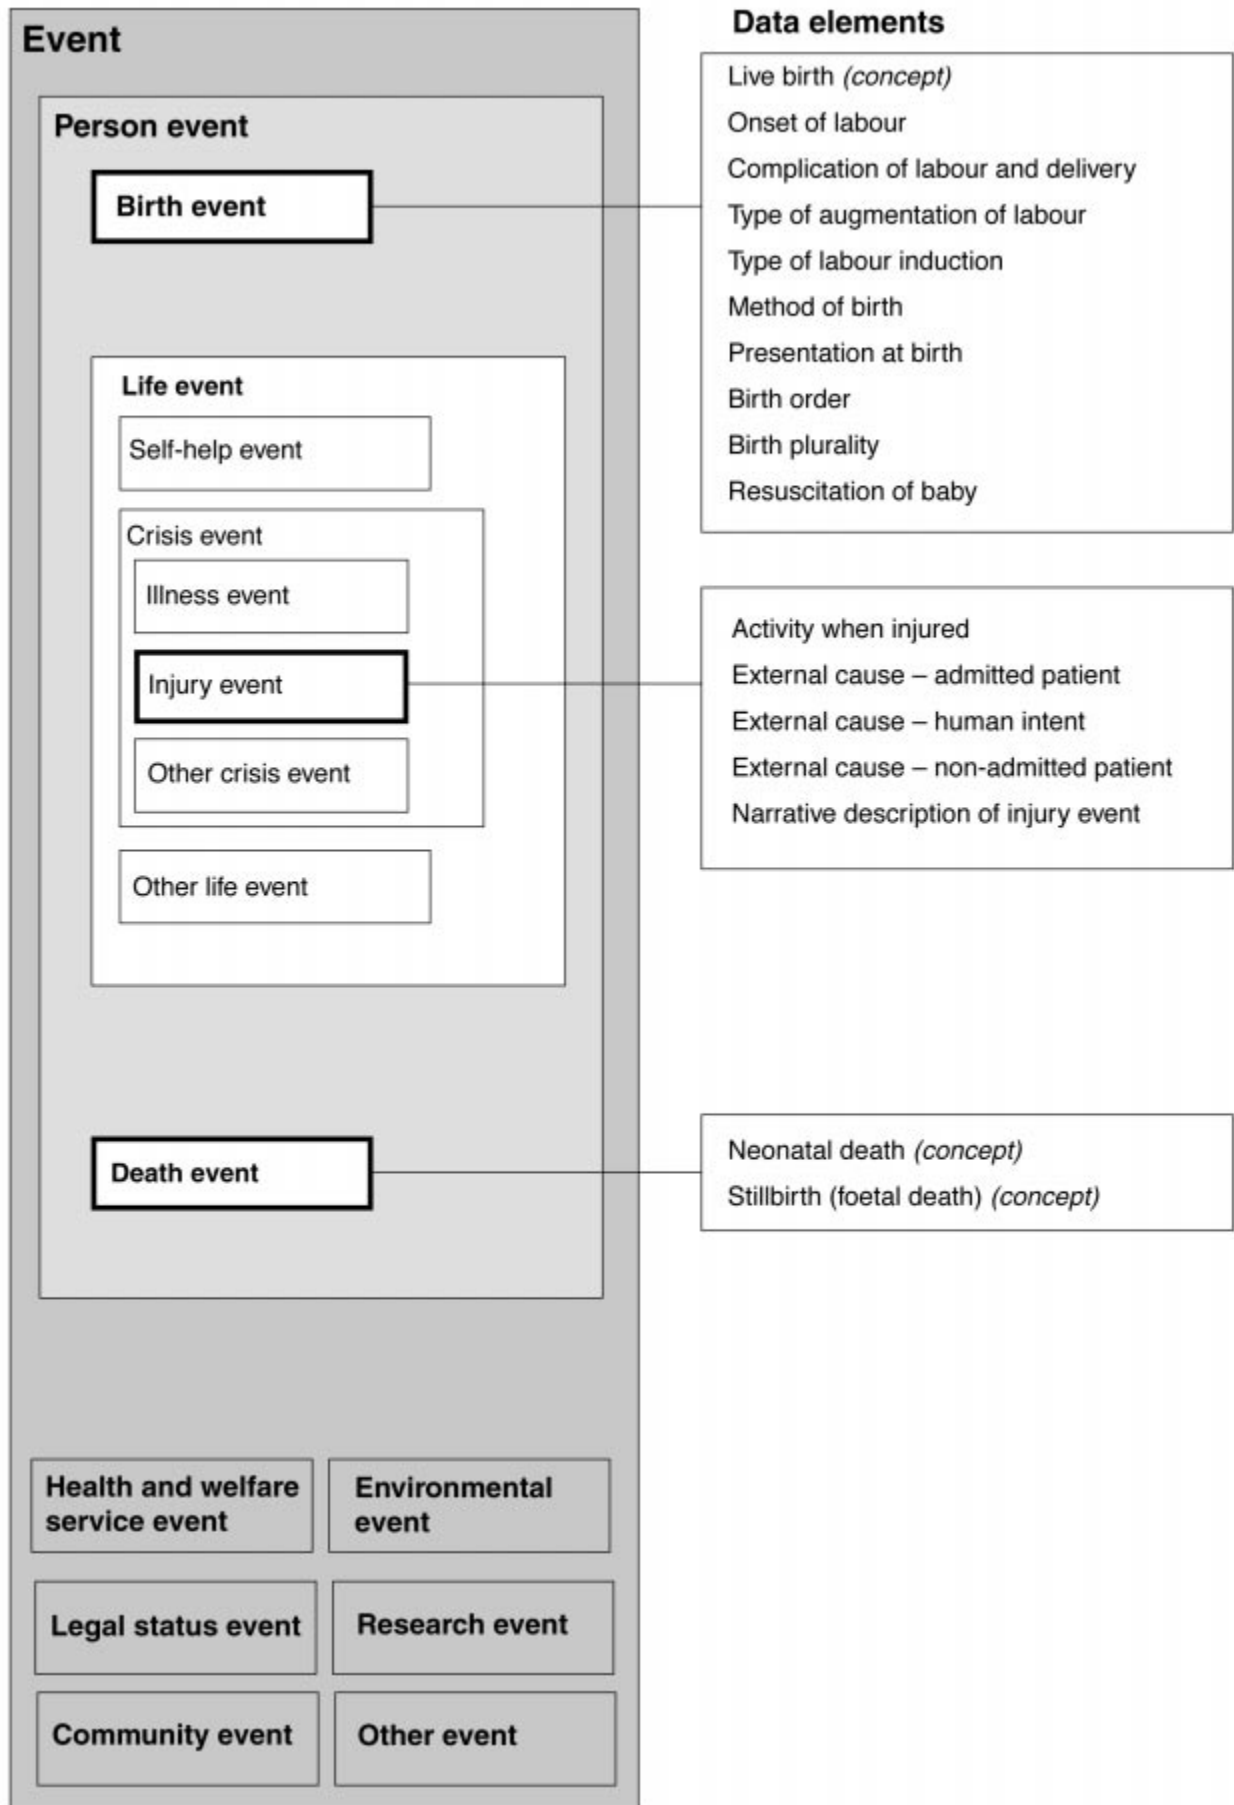 Event
Person event
Birth event
Life event
Self-help event
Crisis event
Illness event
Injury event
Other crisis event
Other life event
Death event
Health and welfare
service event
Environmental
event
Legal status event
Research event
Community event
Other event
Data elements
Live birth (concept)
Onset of labour
Complication of labour and delivery
Type of augmentation of labour
Type of labour induction
Method of birth
Presentation at birth
Birth order
Birth plurality
Resuscitation of baby
Activity when injured
External cause – admitted patient
External cause – human intent
External cause – non-admitted patient
Narrative description of injury event
Neonatal death (concept)
Stillbirth (foetal death) (concept)